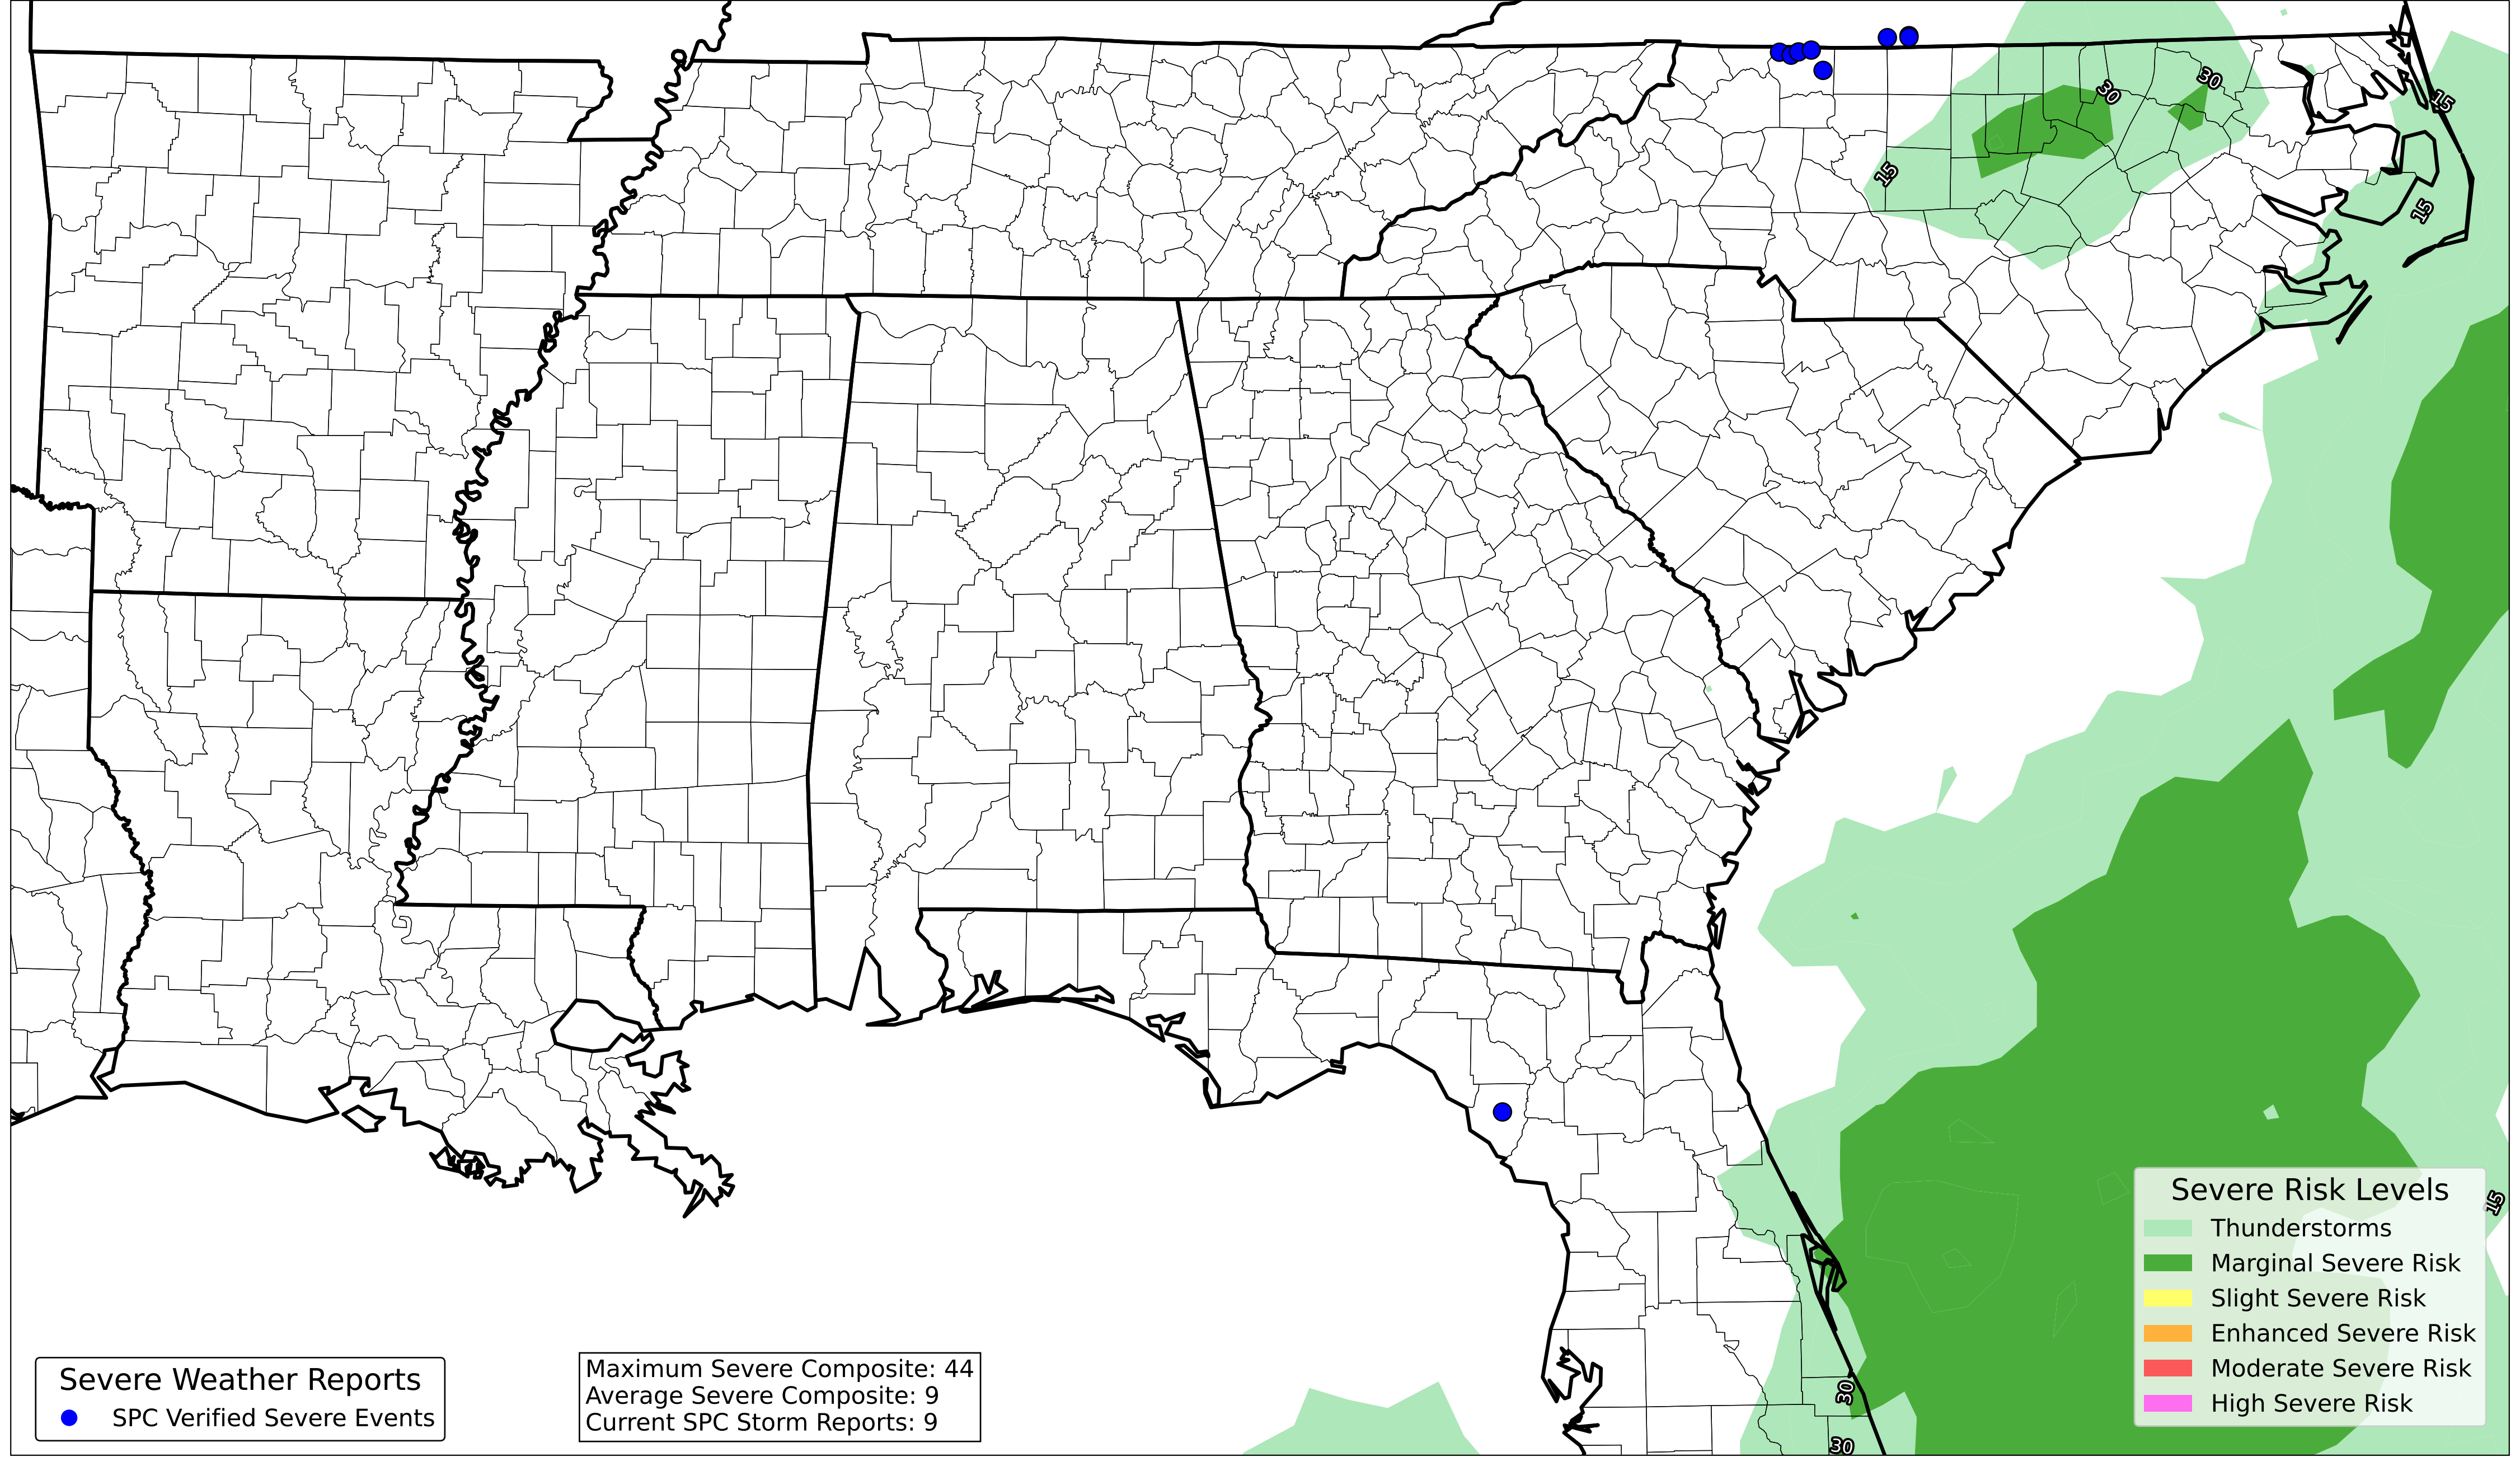 30
30
15
15
15
15
30
30
Severe Risk Levels
Thunderstorms
Marginal Severe Risk
Slight Severe Risk
Enhanced Severe Risk
Moderate Severe Risk
High Severe Risk
Severe Weather Reports
SPC Verified Severe Events
Maximum Severe Composite: 44
Average Severe Composite: 9
Current SPC Storm Reports: 9